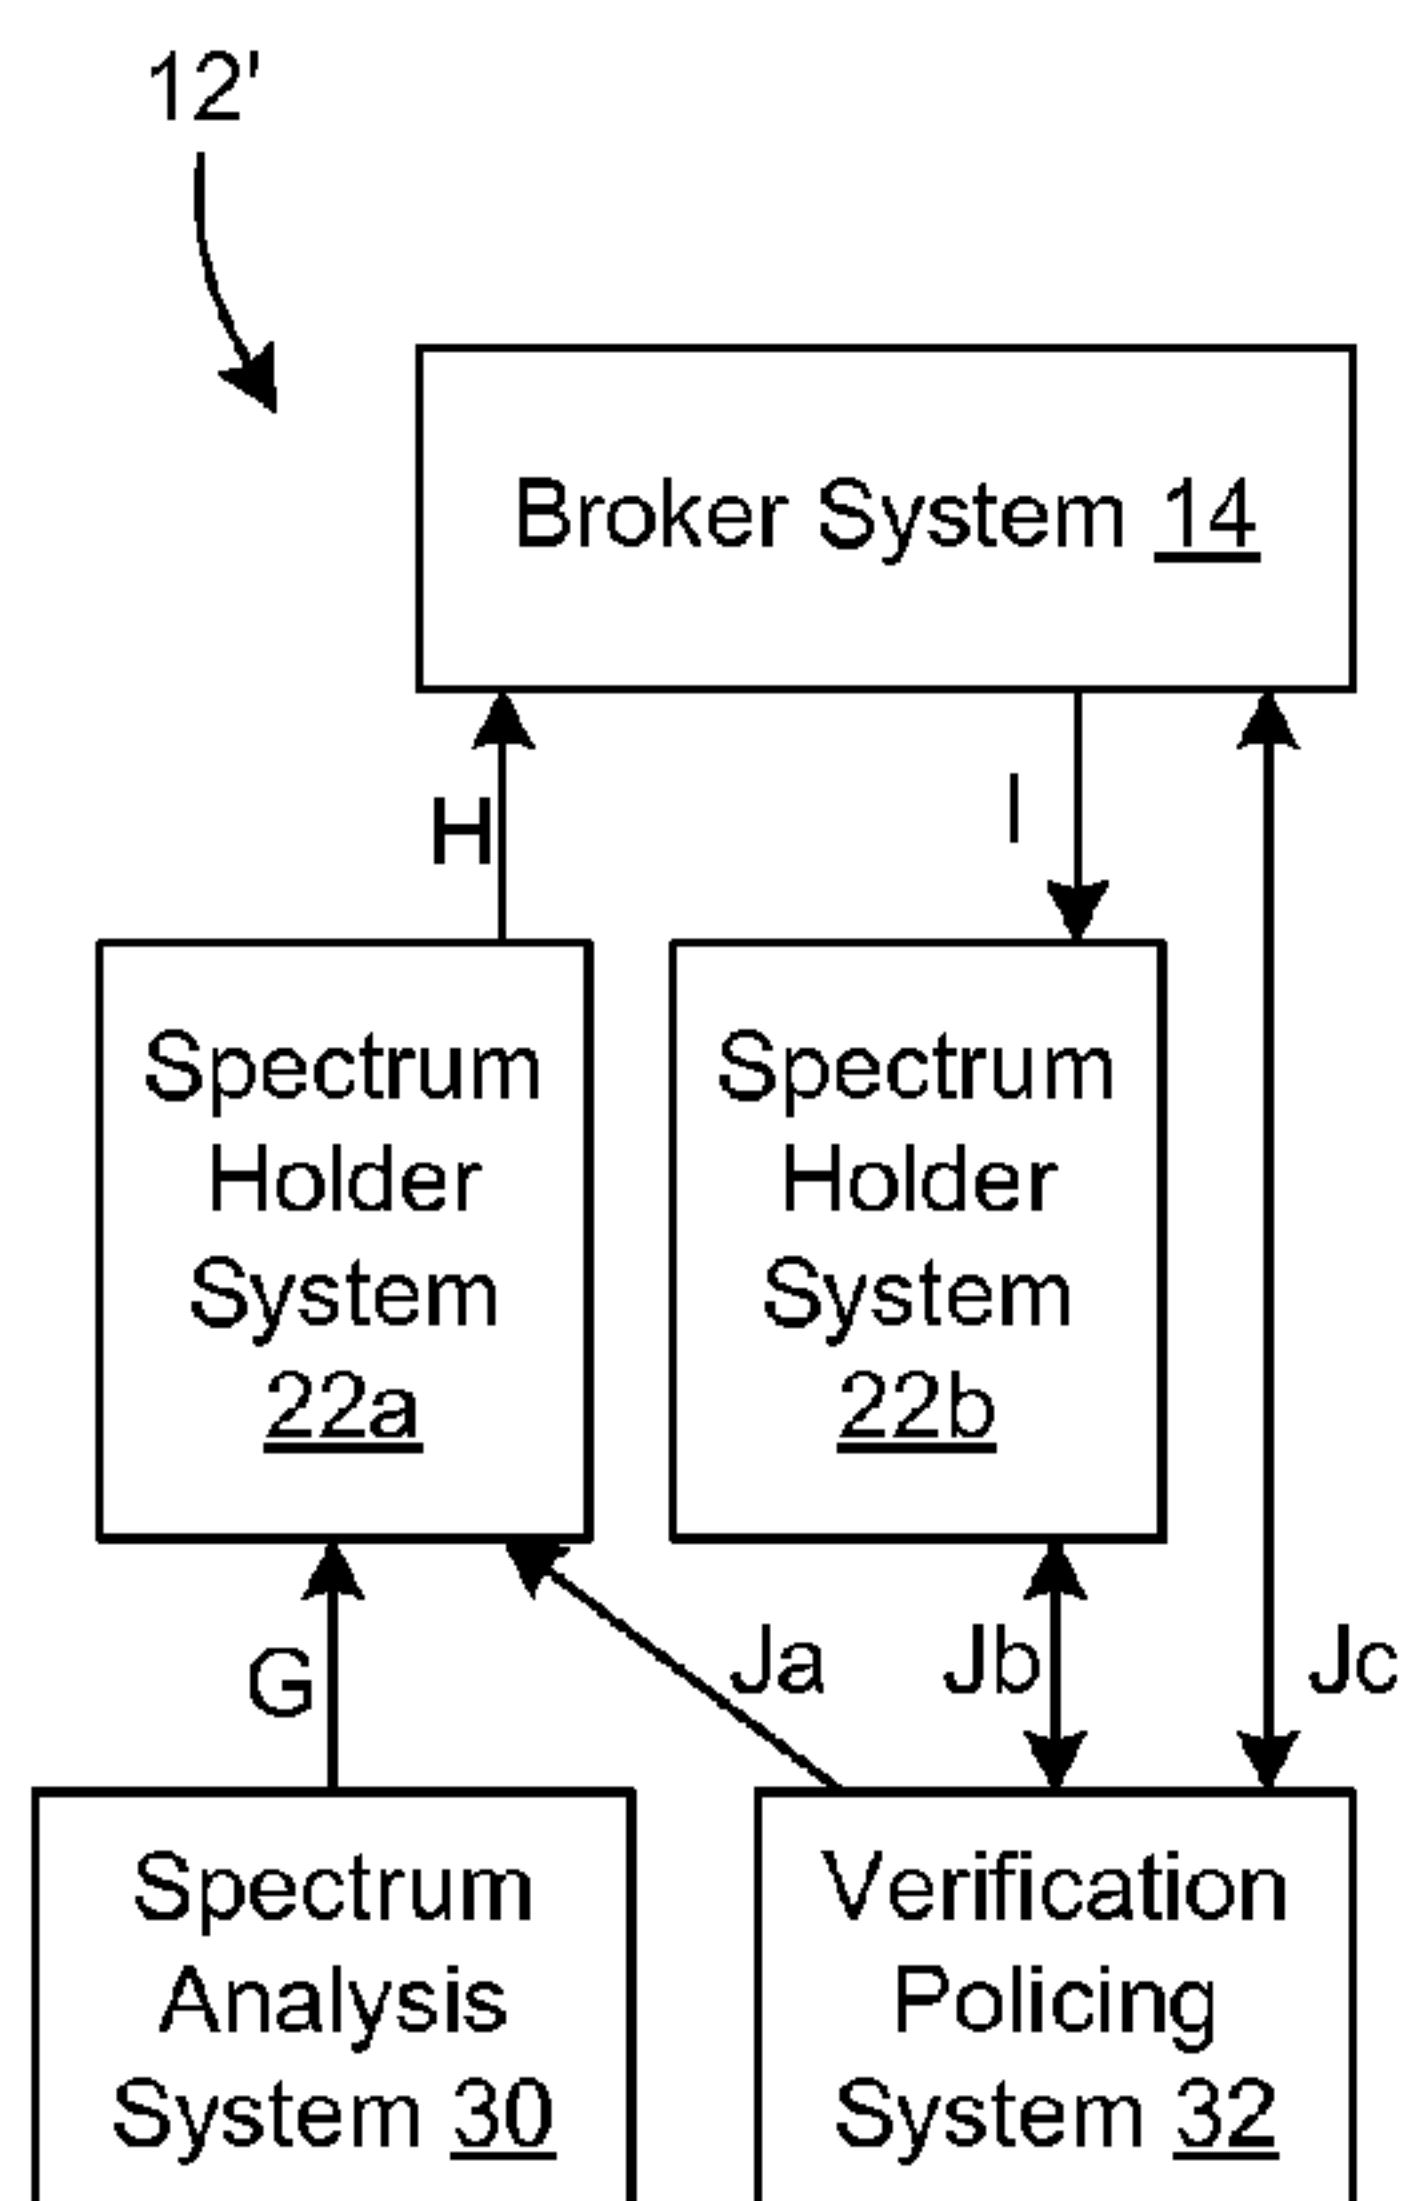 12'
Broker System 14
H
I
Spectrum
Holder
System
22a
Spectrum
Holder
System
22b
G
Ja
Jb
Jc
Spectrum
Analysis
System 30
Verification
Policing
System 32